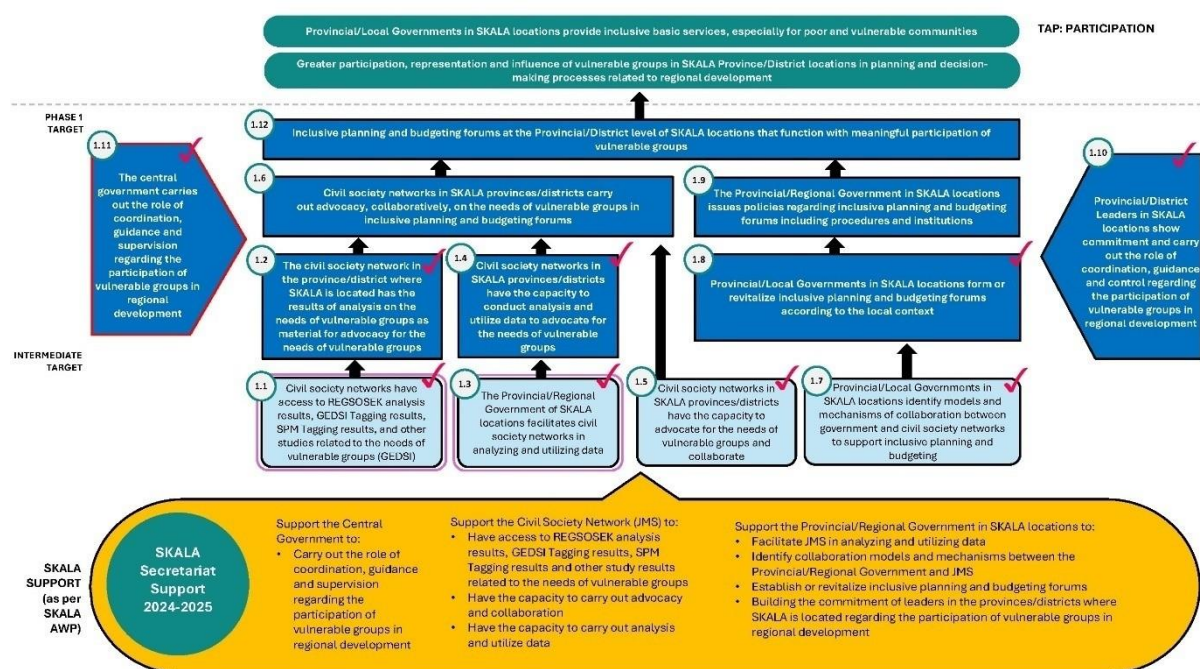 Provincial/Local Governments in SKALA locations provide inclusive basic services, especially for poor and vulnerable communities
TAP: PARTICIPATION
Greater participation, representation and influence of vulnerable groups in SKALA Province/District locations in planning and decision-
making processes related to regional development
PHASE 1
TARGET
1.12
Inclusive planning and budgeting forums at the Provincial/District level of SKALA locations that function with meaningful participation of
vulnerable groups
1.11
The central
government carries
out the role of
coordination,
guidance and
supervision
regarding the
participation of
vulnerable groups in
regional
development
1.6
Civil society networks in SKALA provinces/districts carry
out advocacy, collaboratively, on the needs of vulnerable groups in
inclusive planning and budgeting forums
1.9
The Provincial/Regional Government in SKALA locations
issues policies regarding inclusive planning and budgeting
forums including procedures and institutions
1.10
Provincial/District
Leaders in SKALA
locations show
commitment and carry
out the role of
coordination, guidance
and control regarding
the participation of
vulnerable groups in
regional development
1.2
The civil society network in
the province/district where
SKALA is located has the
results of analysis on the
needs of vulnerable groups as
material for advocacy for the
needs of vulnerable groups
1.4
Civil society networks in
SKALA provinces/districts
have the capacity to
conduct analysis and
utilize data to advocate for
the needs of vulnerable
groups
1.8
Provincial/Local Governments in SKALA locations form or
revitalize inclusive planning and budgeting forums
according to the local context
INTERMEDIATE
TARGET
1.1
Civil society networks have
access to REGSOSEK analysis
results, GEDSI Tagging results,
SPM Tagging results, and other
studies related to the needs of
vulnerable groups (GEDSI)
1.3
The Provincial/Regional
Government of SKALA
locations facilitates civil
society networks in
analyzing and utilizing data
1.5
Civil society networks in
SKALA provinces/districts
have the capacity to
advocate for the needs of
vulnerable groups and
collaborate
1.7
Provincial/Local Governments in
SKALA locations identify models and
mechanisms of collaboration between
government and civil society networks
to support inclusive planning and
budgeting
SKALA
SUPPORT
(as per
SKALA
AWP)
SKALA
Secretariat
Support
2024-2025
Support the Central
Government to:
• Carry out the role of
coordination, guidance
and supervision
regarding the
participation of
vulnerable groups in
regional development
Support the Civil Society Network (JMS) to:
• Have access to REGSOSEK analysis
results, GEDSI Tagging results, SPM
Tagging results and other study results
related to the needs of vulnerable groups
• Have the capacity to carry out advocacy
and collaboration
• Have the capacity to carry out analysis
and utilize data
Support the Provincial/Regional Government in SKALA locations to:
• Facilitate JMS in analyzing and utilizing data
• Identify collaboration models and mechanisms between the
Provincial/Regional Government and JMS
• Establish or revitalize inclusive planning and budgeting forums
• Building the commitment of leaders in the provinces/districts where
SKALA is located regarding the participation of vulnerable groups in
regional development